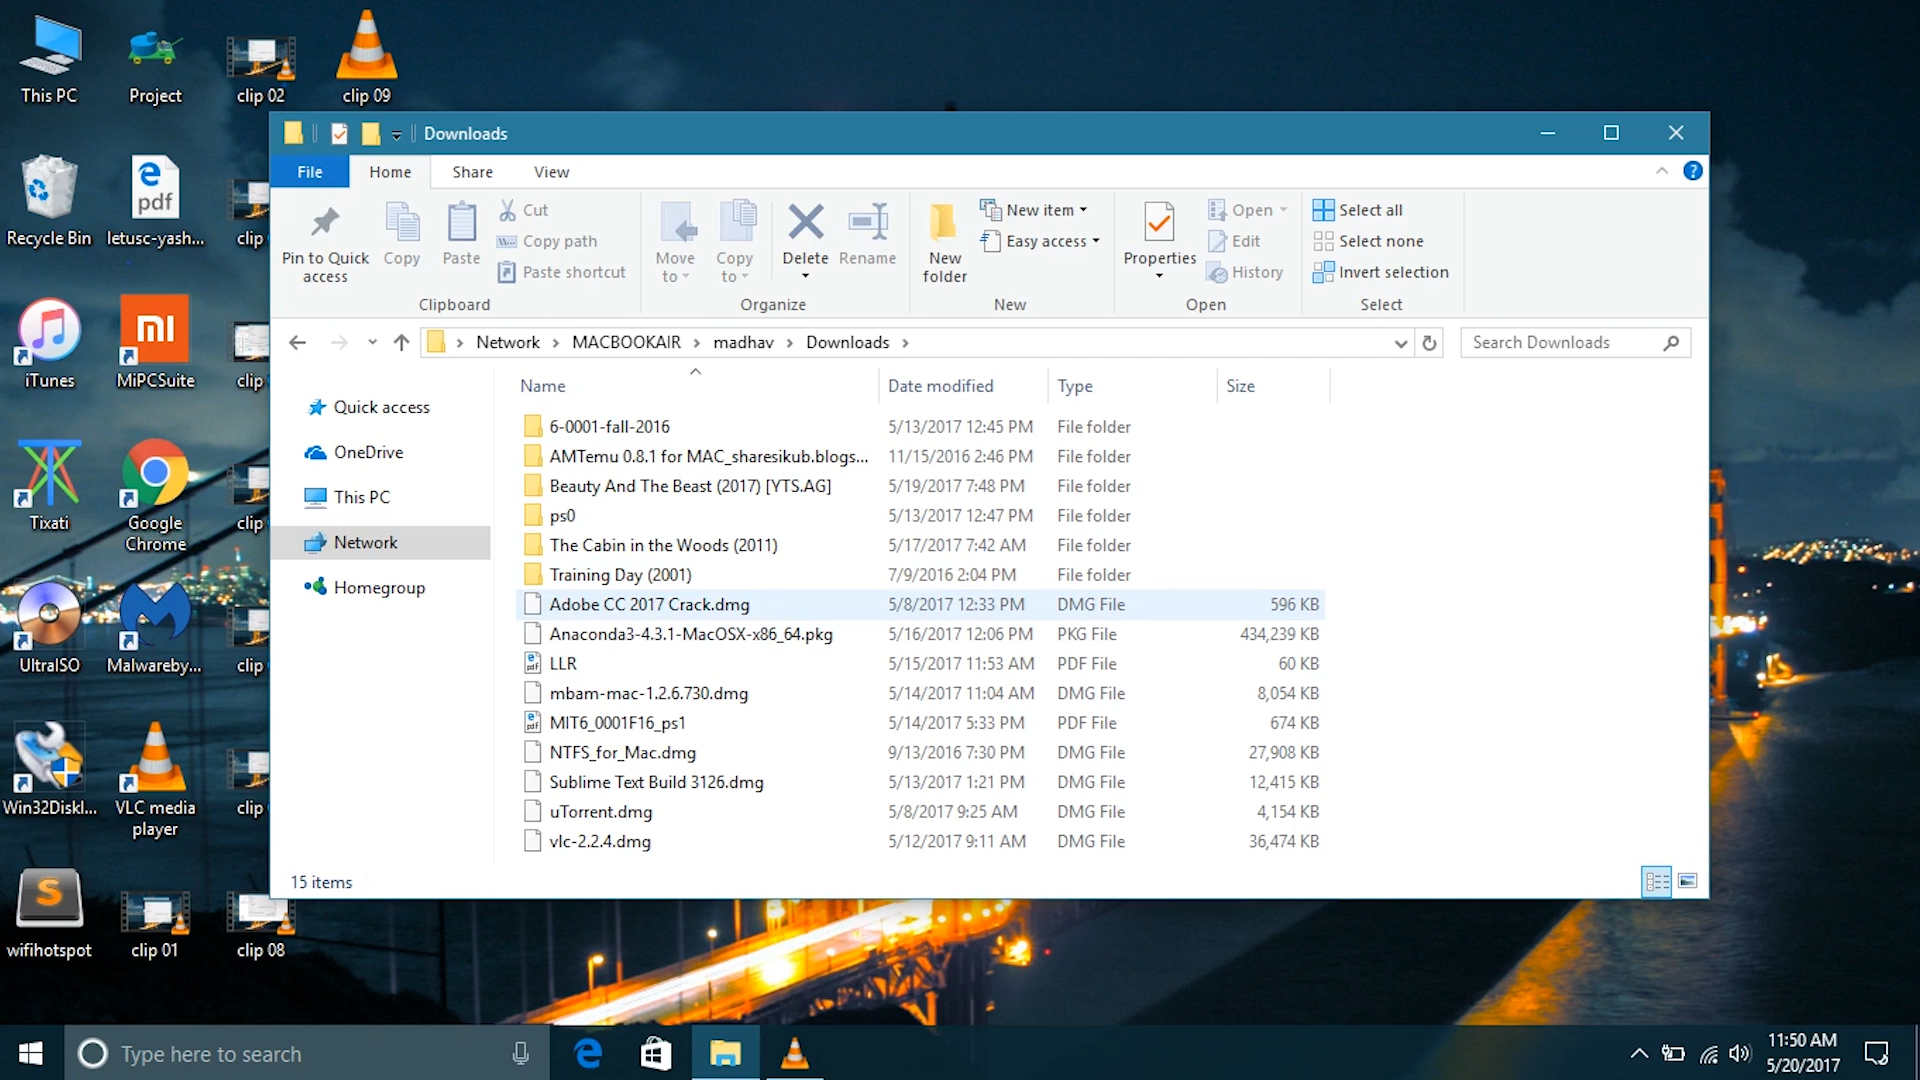 This PC
Project
clip 02
clip 09
Recycle Bin
pdf
letusc-yash...
clip
iTunes
MiPCSuite
clip
Tixati
Google
Chrome
clip
UltraISO
Malwareby...
clip
Win32DiskI...
VLC media
player
clip
wifihotspot
clip 01
clip 08
Downloads
File
Home
Share
View
Pin to Quick
access
Copy
Paste
Cut
Copy path
Paste shortcut
Clipboard
Move
to
Copy
to
Delete
Rename
Organize
New
folder
New item
Easy access
New
Properties
Open
Edit
History
Open
Select all
Select none
Invert selection
Select
Network > MACBOOKAIR > madhav > Downloads >
Search Downloads
Quick access
OneDrive
This PC
Network
Homegroup
Name Date modified Type Size
6-0001-fall-2016 5/13/2017 12:45 PM File folder
AMTemu 0.8.1 for MAC_sharesikub.blogs... 11/15/2016 2:46 PM File folder
Beauty And The Beast (2017) [YTS.AG] 5/19/2017 7:48 PM File folder
ps0 5/13/2017 12:47 PM File folder
The Cabin in the Woods (2011) 5/17/2017 7:42 AM File folder
Training Day (2001) 7/9/2016 2:04 PM File folder
Adobe CC 2017 Crack.dmg 5/8/2017 12:33 PM DMG File 596 KB
Anaconda3-4.3.1-MacOSX-x86_64.pkg 5/16/2017 12:06 PM PKG File 434,239 KB
LLR 5/15/2017 11:53 AM PDF File 60 KB
mbam-mac-1.2.6.730.dmg 5/14/2017 11:04 AM DMG File 8,054 KB
MIT6_0001F16_ps1 5/14/2017 5:33 PM PDF File 674 KB
NTFS_for_Mac.dmg 9/13/2016 7:30 PM DMG File 27,908 KB
Sublime Text Build 3126.dmg 5/13/2017 1:21 PM DMG File 12,415 KB
uTorrent.dmg 5/8/2017 9:25 AM DMG File 4,154 KB
vlc-2.2.4.dmg 5/12/2017 9:11 AM DMG File 36,474 KB
15 items
Type here to search
11:50 AM
5/20/2017